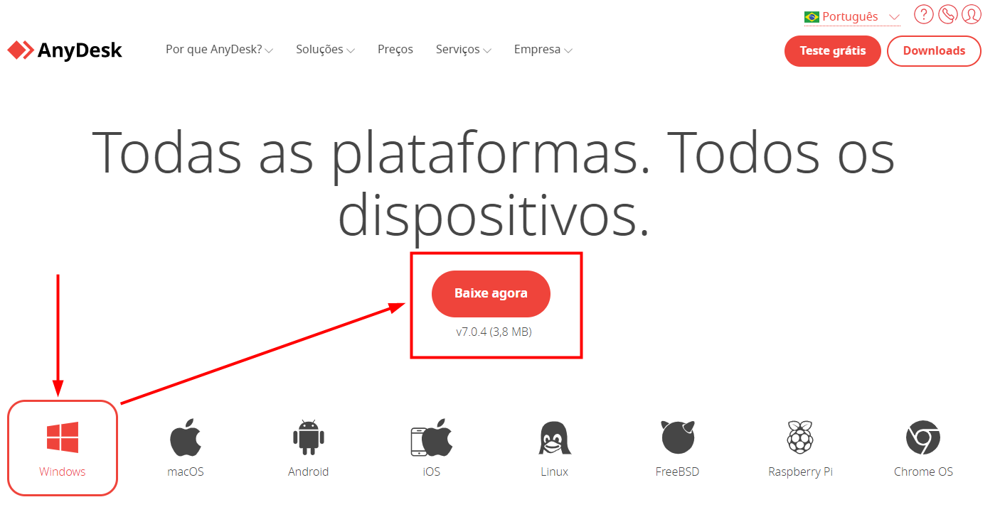 Português
AnyDesk
Por que AnyDesk?
Soluções
Preços
Serviços
Empresa
Teste grátis
Downloads
Todas as plataformas. Todos os
dispositivos.
Baixe agora
v7.0.4 (3,8 MB)
Windows
macOS
Android
iOS
Linux
FreeBSD
Raspberry Pi
Chrome OS